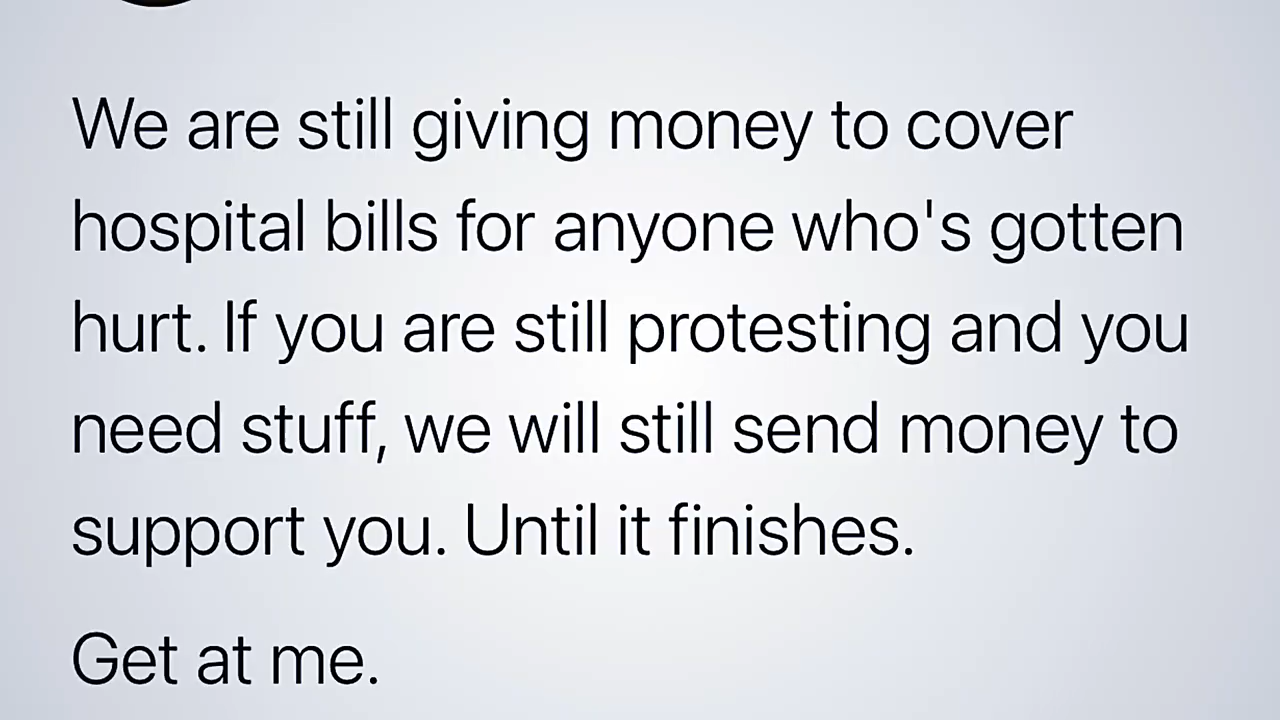 We are still giving money to cover
hospital bills for anyone who's gotten
hurt. If you are still protesting and you
need stuff, we will still send money to
support you. Until it finishes.
Get at me.